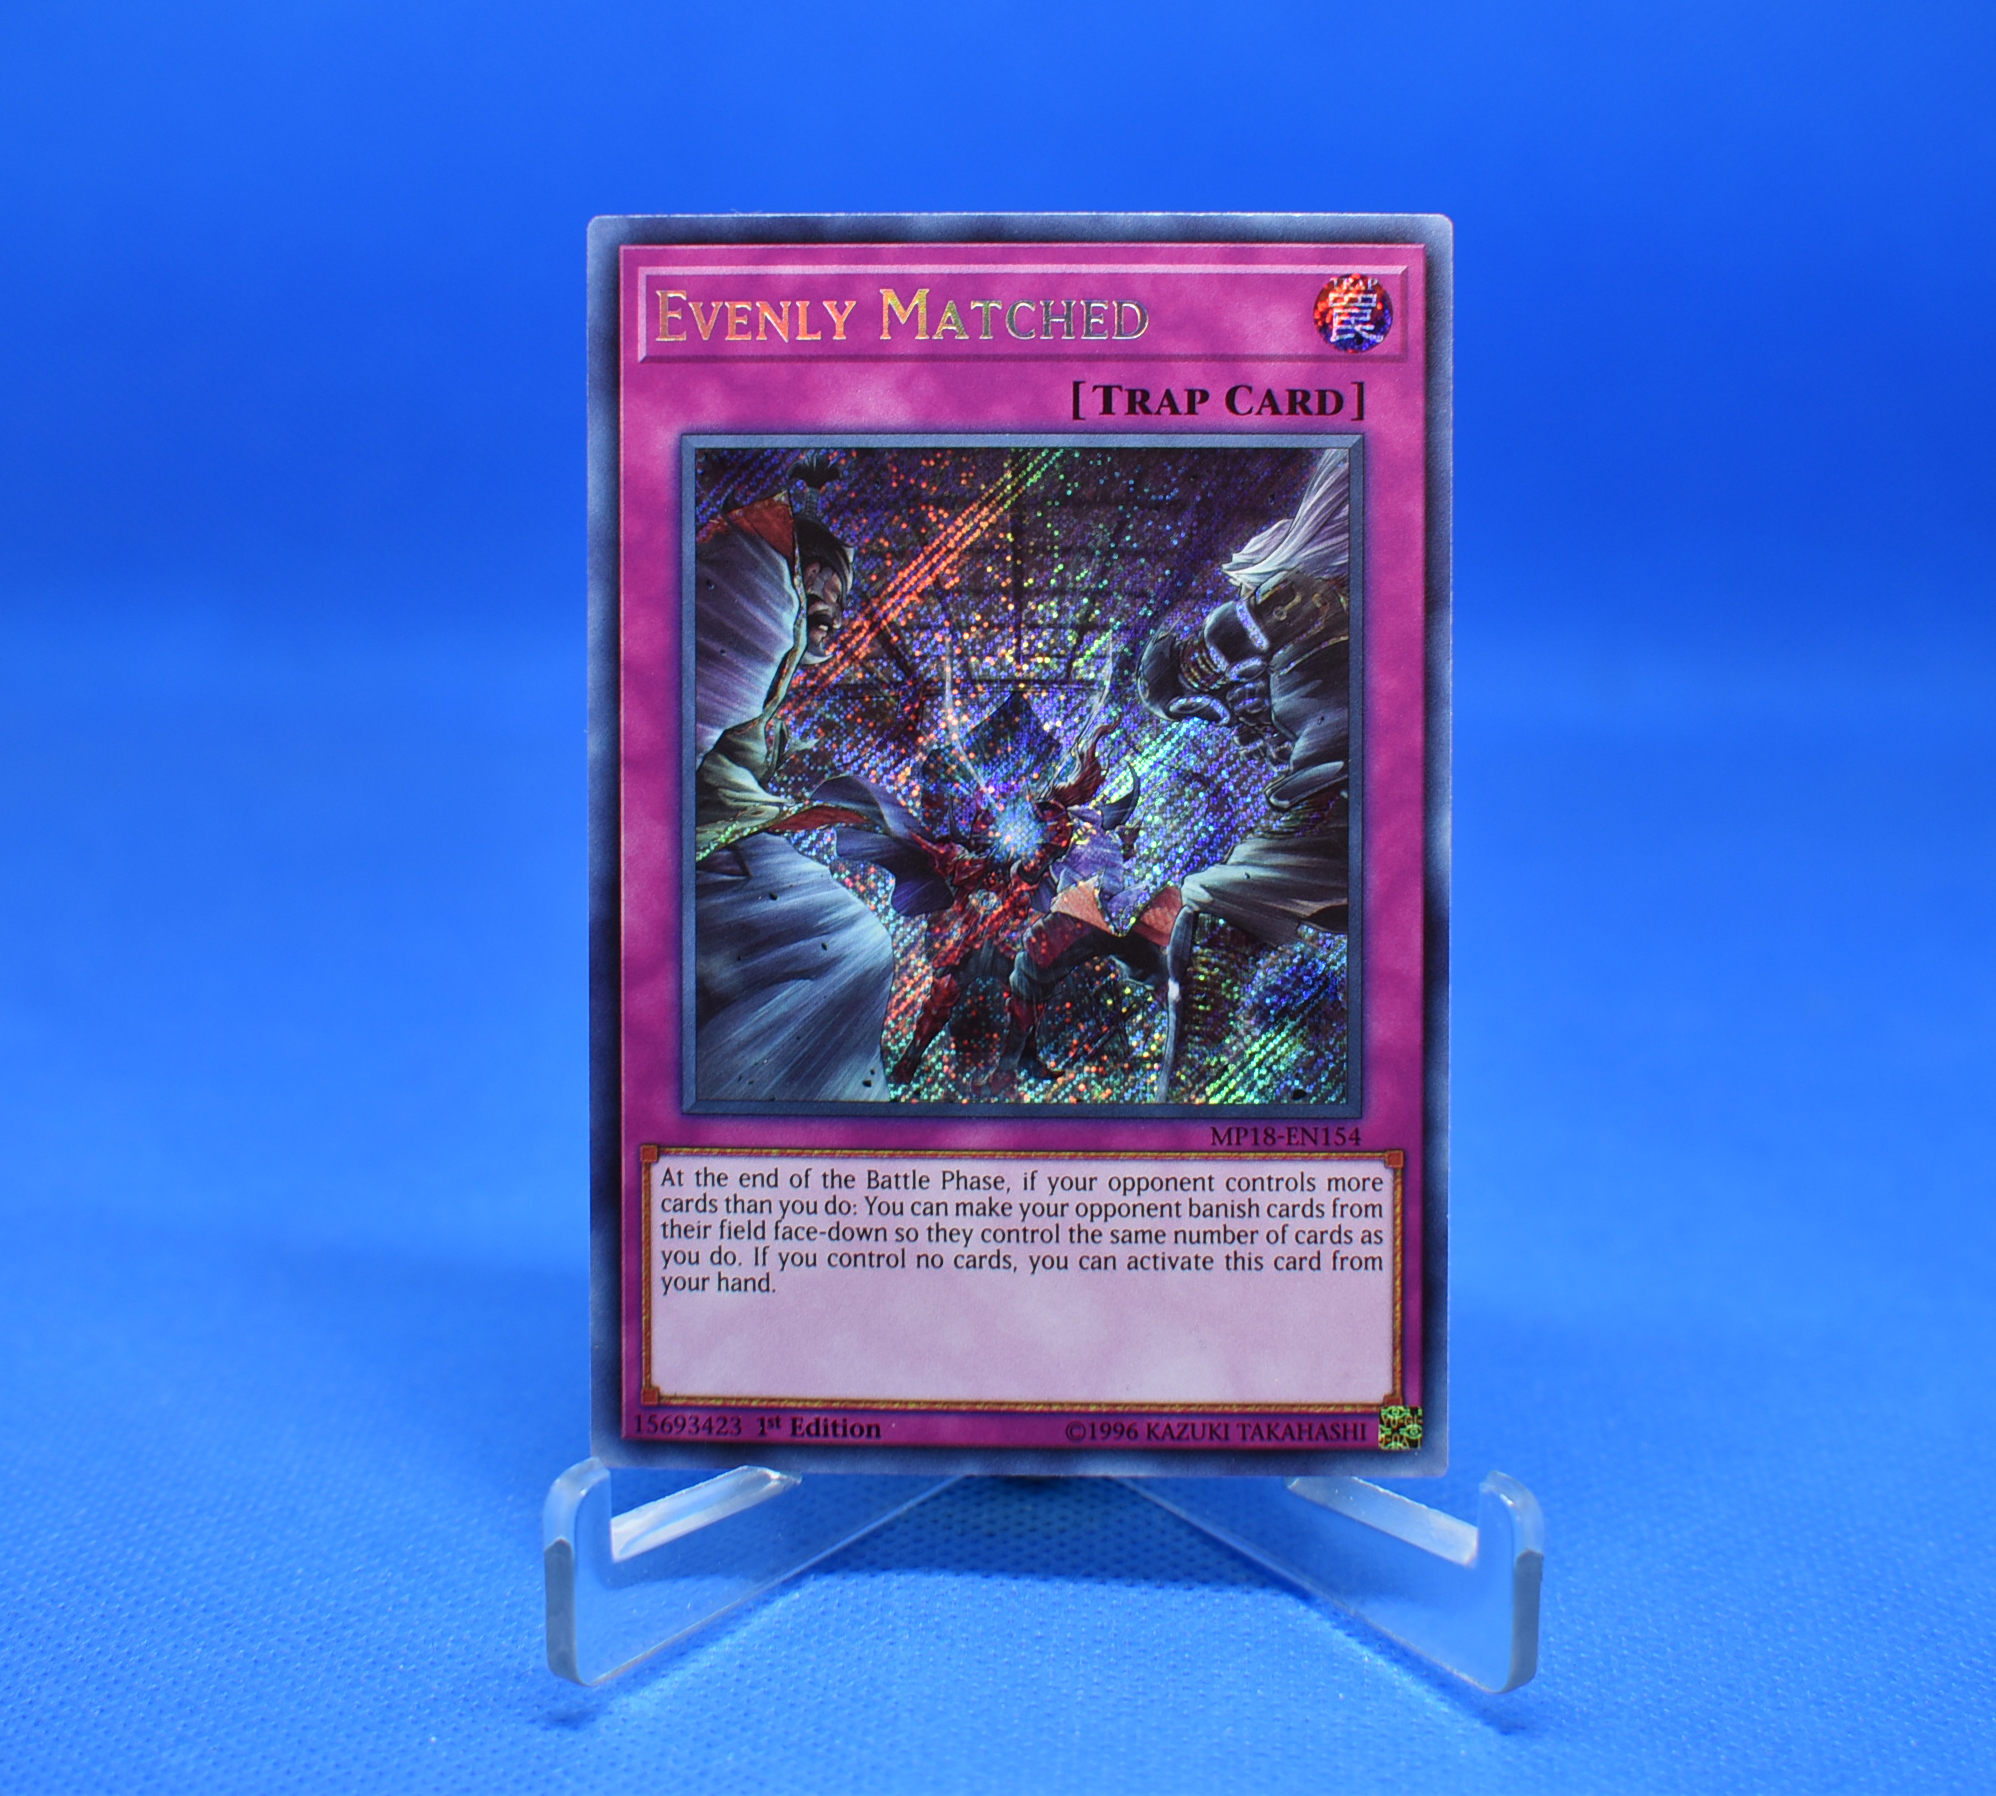 Evenly Matched
TRAP
罠
[Trap Card]
MP18-EN154
At the end of the Battle Phase, if your opponent controls more
cards than you do: You can make your opponent banish cards from
their field face-down so they control the same number of cards as
you do. If you control no cards, you can activate this card from
your hand.
15693423 1st Edition ©1996 KAZUKI TAKAHASHI